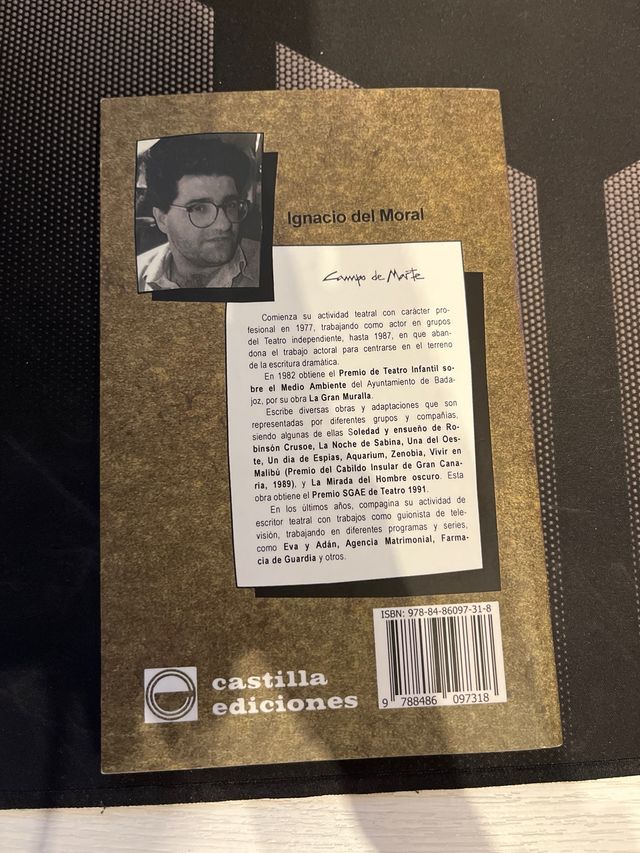 Ignacio del Moral
Campo de Marte
Comienza su actividad teatral con carácter pro-
fesional en 1977, trabajando como actor en grupos
del Teatro independiente, hasta 1987, en que aban-
dona el trabajo actoral para centrarse en el terreno
de la escritura dramática.
En 1982 obtiene el Premio de Teatro Infantil so-
bre el Medio Ambiente del Ayuntamiento de Bada-
joz, por su obra La Gran Muralla.
Escribe diversas obras y adaptaciones que son
representadas por diferentes grupos y compañías,
siendo algunas de ellas Soledad y ensueño de Ro-
binsón Crusoe, La Noche de Sabina, Una del Oes-
te, Un dia de Espias, Aquarium, Zenobia, Vivir en
Malibú (Premio del Cabildo Insular de Gran Cana-
ria, 1989), y La Mirada del Hombre oscuro. Esta
obra obtiene el Premio SGAE de Teatro 1991.
En los últimos años, compagina su actividad de
escritor teatral con trabajos como guionista de tele-
visión, trabajando en diferentes programas y series,
como Eva y Adán, Agencia Matrimonial, Farma-
cia de Guardia y otros.
ISBN: 978-84-86097-31-8
9 788486 097318
castilla
ediciones